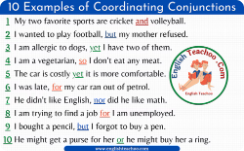 10 Examples of Coordinating Conjunctions
1 My two favorite sports are cricket and volleyball.
2 I wanted to play football, but my mother refused.
3 I am allergic to dogs, yet I have two of them.
4 I am a vegetarian, so I don't eat any meat.
5 The car is costly yet it is more comfortable.
6 I was late, for my car ran out of petrol.
7 He didn't like English, nor did he like math.
8 I am trying to find a job for I am unemployed.
9 I bought a pencil, but I forgot to buy a pen.
10 He might get a purse for her or he might buy her a ring.
English Teachoo .Com
English Teacher
www.englishteachoo.com